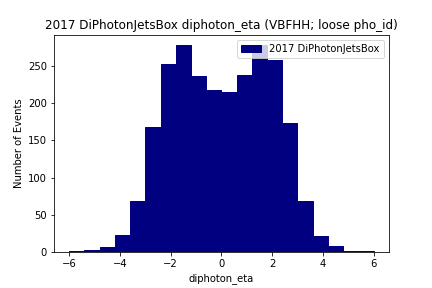 2017 DiPhotonJetsBox diphoton_eta (VBFHH; loose pho_id)
2017 DiPhotonJetsBox
Number of Events
250
200
150
100
50
0
−6 −4 −2 0 2 4 6
diphoton_eta